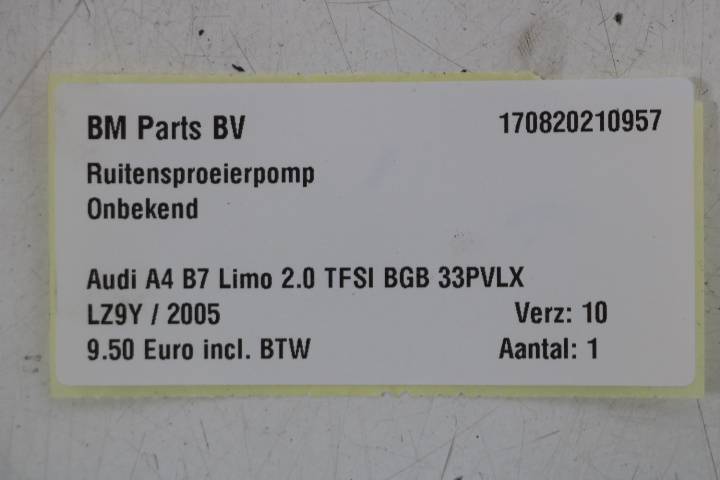 BM Parts BV 170820210957
Ruitensproeierpomp
Onbekend
Audi A4 B7 Limo 2.0 TFSI BGB 33PVLX
LZ9Y / 2005 Verz: 10
9.50 Euro incl. BTW Aantal: 1